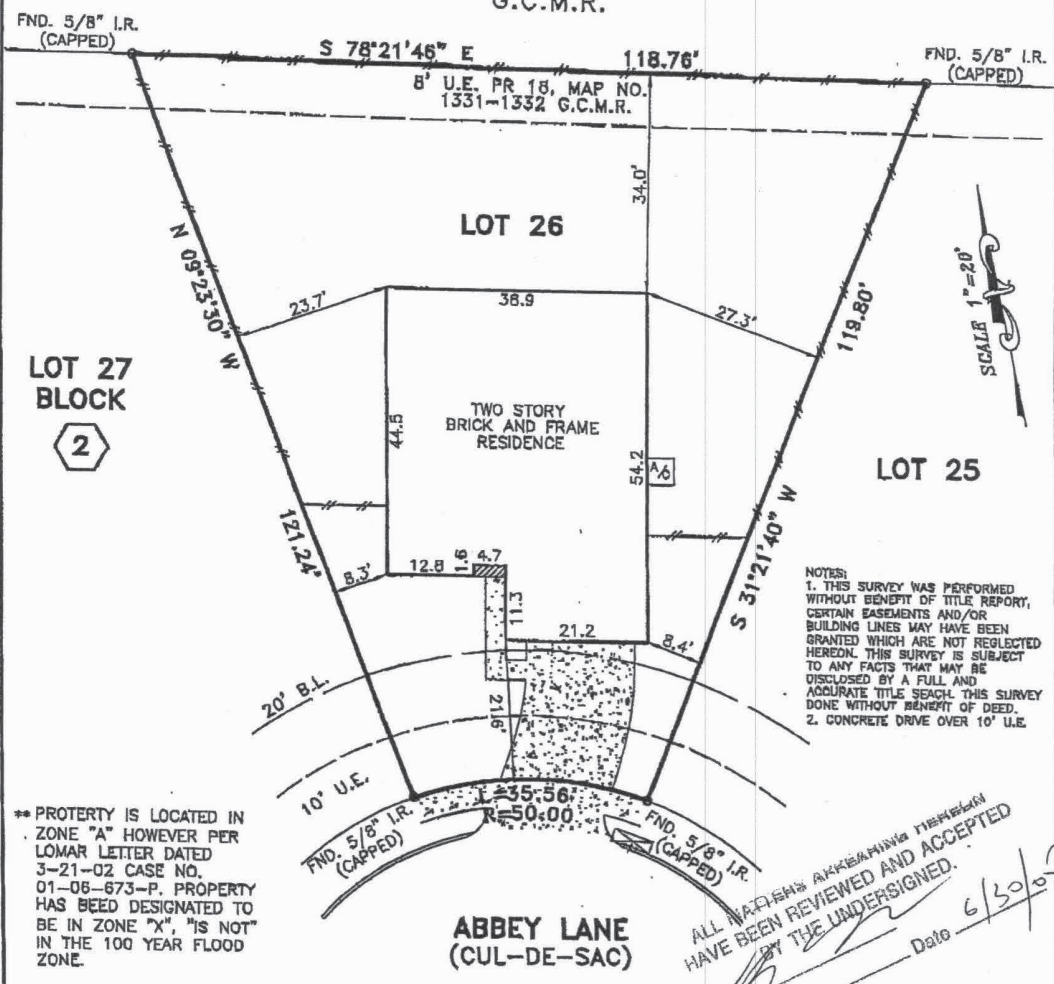 G.C.M.R.
FND. 5/8" I.R.
(CAPPED)
S 78°21'46" E
118.76'
FND. 5/8" I.R.
(CAPPED)
8' U.E. PR 18, MAP NO.
1331-1332 G.C.M.R.
34.0'
LOT 26
N 09°23'30" W
121.24'
23.7'
38.9
27.3'
119.80'
S 31°21'40" W
SCALE 1"=20'
LOT 27
BLOCK
2
TWO STORY
BRICK AND FRAME
RESIDENCE
44.5
54.2
A/C
LOT 25
8.3'
12.8
1.6
4.7
11.3
21.2
8.4'
NOTES:
1. THIS SURVEY WAS PERFORMED
WITHOUT BENEFIT OF TITLE REPORT,
CERTAIN EASEMENTS AND/OR
BUILDING LINES MAY HAVE BEEN
GRANTED WHICH ARE NOT REGLECTED
HEREON. THIS SURVEY IS SUBJECT
TO ANY FACTS THAT MAY BE
DISCLOSED BY A FULL AND
ACCURATE TITLE SEACH. THIS SURVEY
DONE WITHOUT BENEFIT OF DEED.
2. CONCRETE DRIVE OVER 10' U.E.
20' B.L.
21.6'
10' U.E.
L=35.56
R=50.00
FND. 5/8" I.R.
(CAPPED)
FND. 5/8" I.R.
(CAPPED)
** PROTERTY IS LOCATED IN
ZONE "A" HOWEVER PER
LOMAR LETTER DATED
3-21-02 CASE NO.
01-06-673-P. PROPERTY
HAS BEED DESIGNATED TO
BE IN ZONE "X", "IS NOT"
IN THE 100 YEAR FLOOD
ZONE.
ABBEY LANE
(CUL-DE-SAC)
ALL MATTERS HEREON
HAVE BEEN REVIEWED AND ACCEPTED
BY THE UNDERSIGNED.
Date 6/30/0